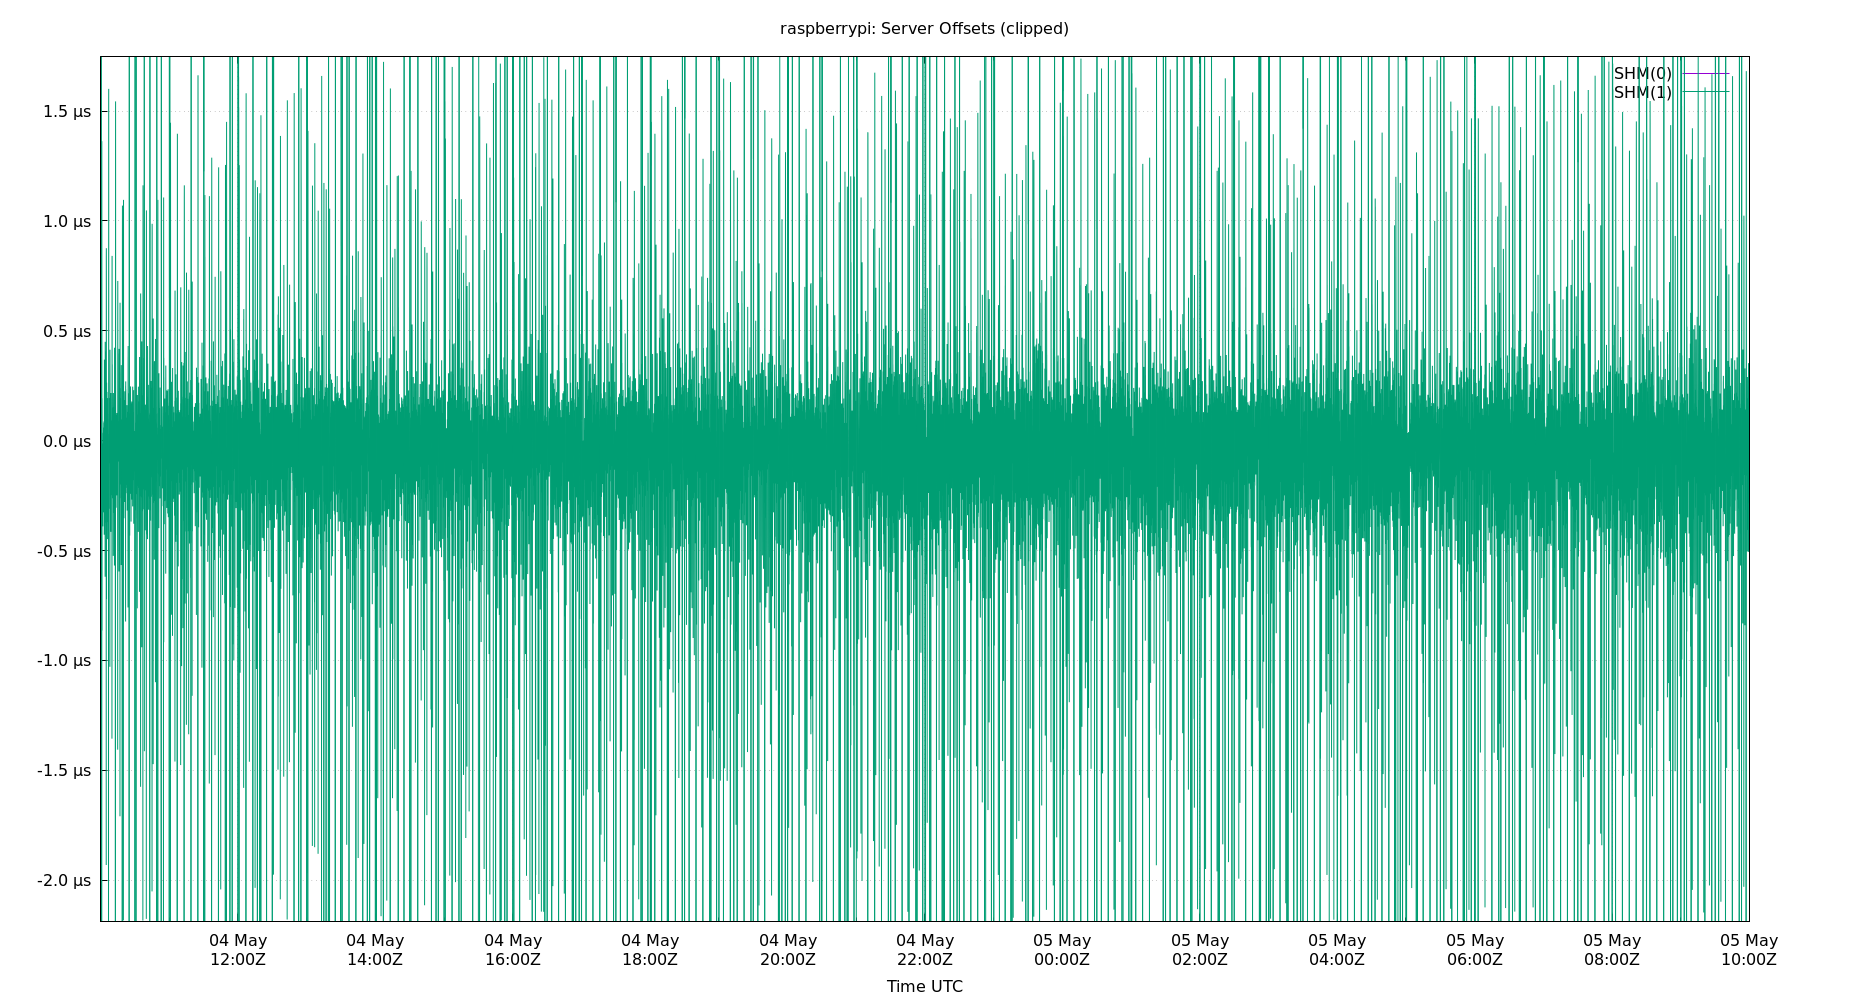 raspberrypi: Server Offsets (clipped)
SHM(0)
SHM(1)
1.5 µs
1.0 µs
0.5 µs
0.0 µs
-0.5 µs
-1.0 µs
-1.5 µs
-2.0 µs
04 May 04 May 04 May 04 May 04 May 04 May 05 May 05 May 05 May 05 May 05 May 05 May
12:00Z 14:00Z 16:00Z 18:00Z 20:00Z 22:00Z 00:00Z 02:00Z 04:00Z 06:00Z 08:00Z 10:00Z
Time UTC